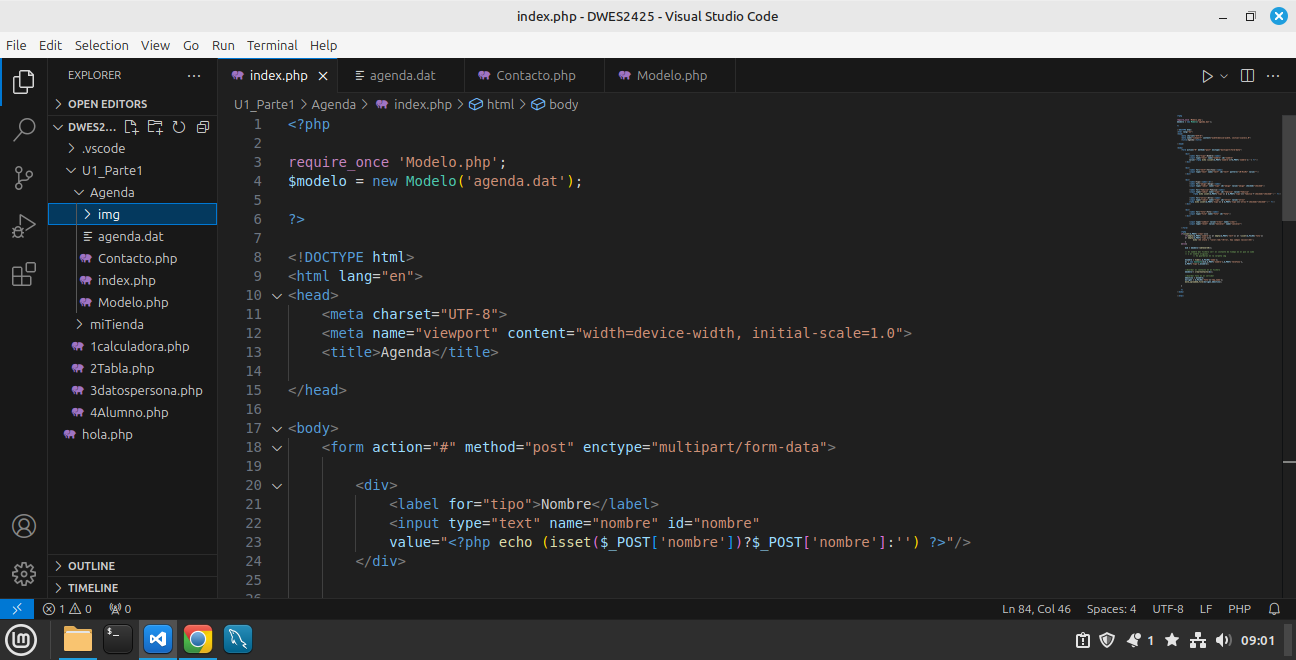 index.php - DWES2425 - Visual Studio Code
File Edit Selection View Go Run Terminal Help
EXPLORER
index.php
agenda.dat
Contacto.php
Modelo.php
OPEN EDITORS
U1_Parte1 > Agenda > index.php > html > body
DWES2...
.vscode
U1_Parte1
Agenda
img
agenda.dat
Contacto.php
index.php
Modelo.php
miTienda
1calculadora.php
2Tabla.php
3datospersona.php
4Alumno.php
hola.php
OUTLINE
TIMELINE
1 <?php
2
3 require_once 'Modelo.php';
4 $modelo = new Modelo('agenda.dat');
5
6 ?>
7
8 <!DOCTYPE html>
9 <html lang="en">
10 <head>
11 <meta charset="UTF-8">
12 <meta name="viewport" content="width=device-width, initial-scale=1.0">
13 <title>Agenda</title>
14
15 </head>
16
17 <body>
18 <form action="#" method="post" enctype="multipart/form-data">
19
20 <div>
21 <label for="tipo">Nombre</label>
22 <input type="text" name="nombre" id="nombre"
23 value="<?php echo (isset($_POST['nombre'])?$_POST['nombre']:'') ?>"/>
24 </div>
25
26
1 0 0
Ln 84, Col 46 Spaces: 4 UTF-8 LF PHP
$_
1 09:01